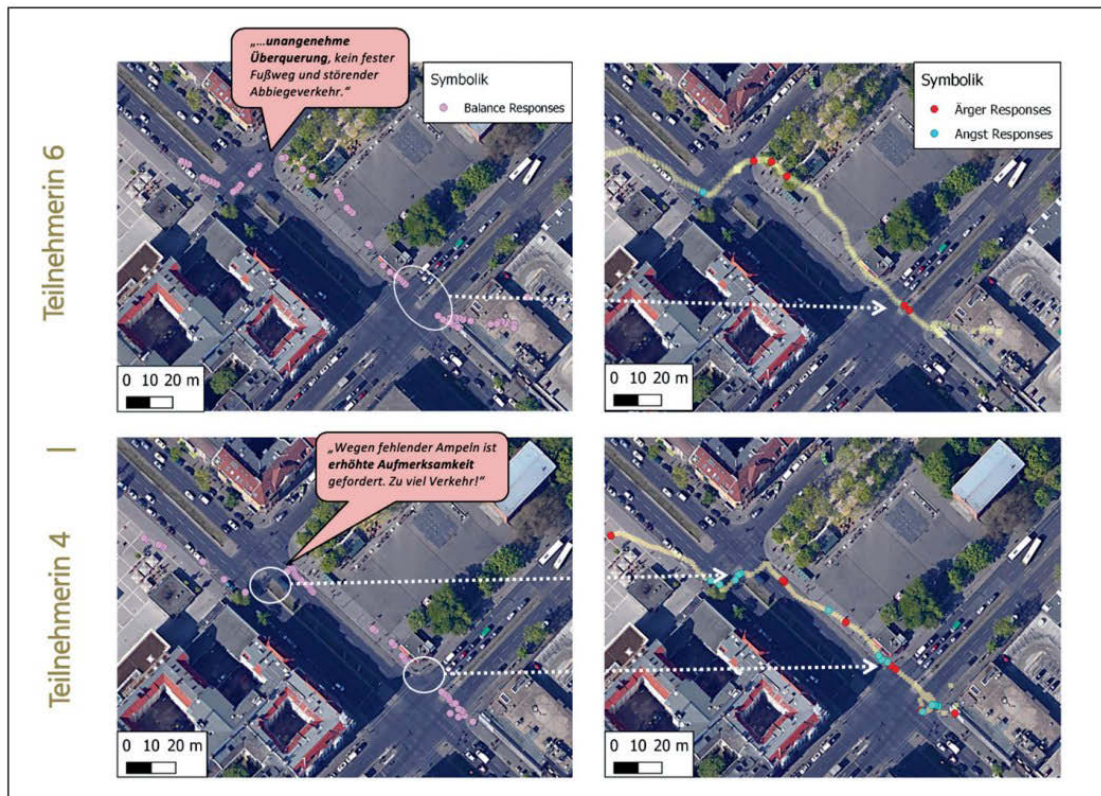 Teilnehmerin 6
„...unangenehme
Überquerung, kein fester
Fußweg und störender
Abbiegeverkehr.“
Symbolik
Balance Responses
0 10 20 m
Symbolik
Ärger Responses
Angst Responses
0 10 20 m
Teilnehmerin 4 |
„Wegen fehlender Ampeln ist
erhöhte Aufmerksamkeit
gefordert. Zu viel Verkehr!“
0 10 20 m
0 10 20 m